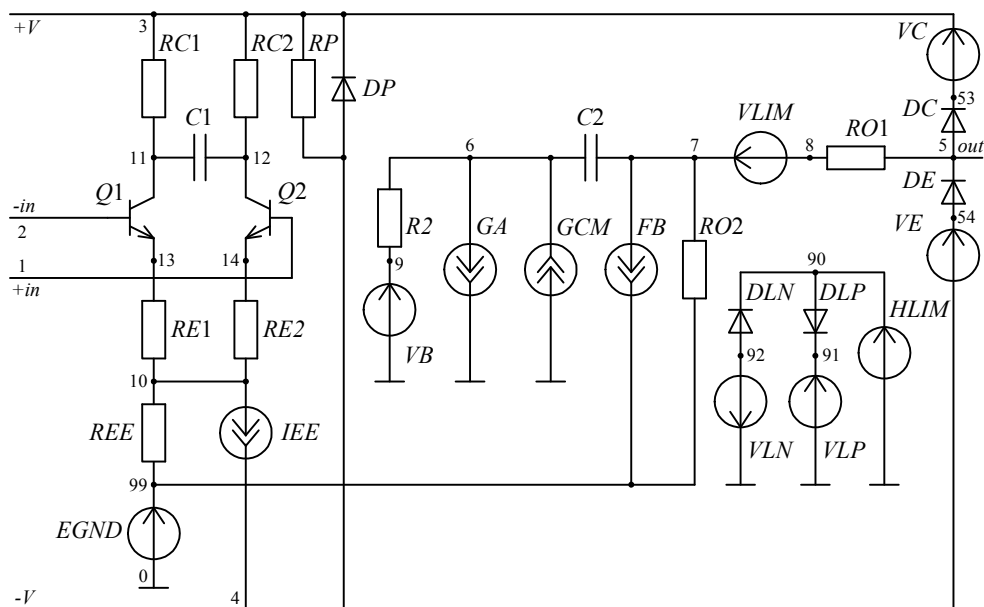 +V 3 RC1 RC2 RP DP VC
53
DC
C1 C2 VLIM RO1 5 out
11 12 6 7 8
DE
Q1 Q2 54
-in R2 GA GCM FB RO2 VE
2
13 14 9 90
1
+in DLN DLP HLIM
RE1 RE2 VB 92 91
10
REE IEE VLN VLP
99
EGND
0
-V 4